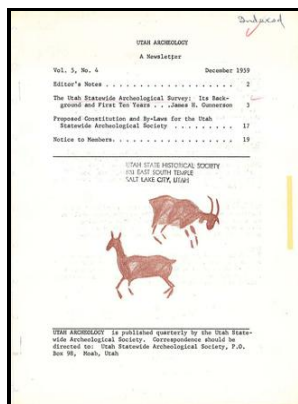 UTAH ARCHEOLOGY
A Newsletter
Vol. 5, No. 4 December 1959
Editor's Notes . . . . . . . . . . . . . . . . . . . . 2
The Utah Statewide Archeological Survey: Its Back-
ground and First Ten Years . . .James H. Gunnerson 3
Proposed Constitution and By-Laws for the Utah
Statewide Archeological Society . . . . . . . . . 17
Notice to Members. . . . . . . . . . . . . . . . . . 19
UTAH STATE HISTORICAL SOCIETY
EAST SOUTH TEMPLE
SALT LAKE CITY, UTAH
UTAH ARCHEOLOGY is published quarterly by the Utah State-
wide Archeological Society. Correspondence should be
directed to: Utah Statewide Archeological Society, P.O.
Box 98, Moab, Utah